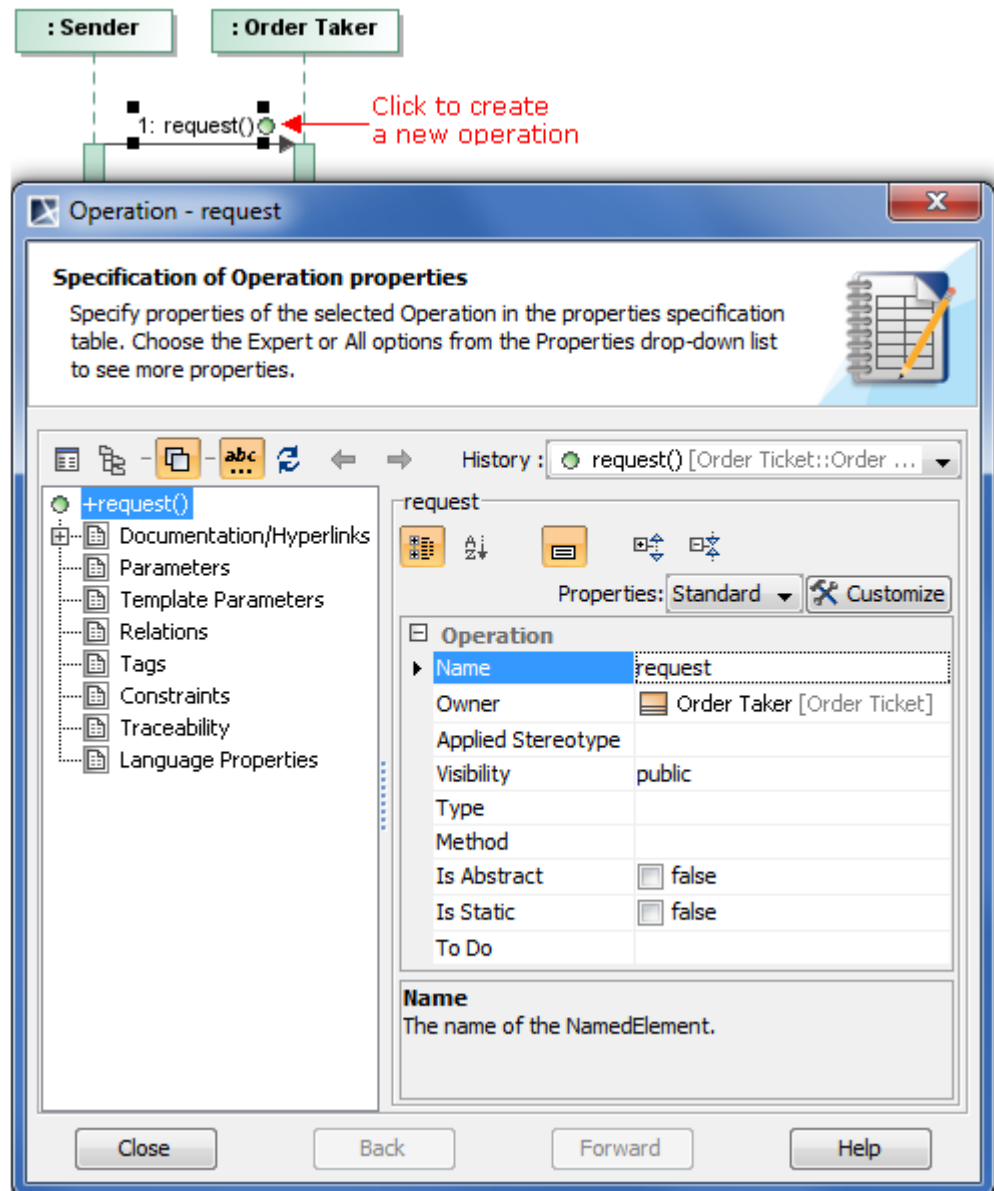 : Sender
: Order Taker
1: request()
Click to create
a new operation
Operation - request
Specification of Operation properties
Specify properties of the selected Operation in the properties specification
table. Choose the Expert or All options from the Properties drop-down list
to see more properties.
abc
...
History :
request() [Order Ticket::Order ...
+request()
Documentation/Hyperlinks
Parameters
Template Parameters
Relations
Tags
Constraints
Traceability
Language Properties
request
Properties: Standard
Customize
Operation
Name request
Owner Order Taker [Order Ticket]
Applied Stereotype
Visibility public
Type
Method
Is Abstract false
Is Static false
To Do
Name
The name of the NamedElement.
Close
Back
Forward
Help